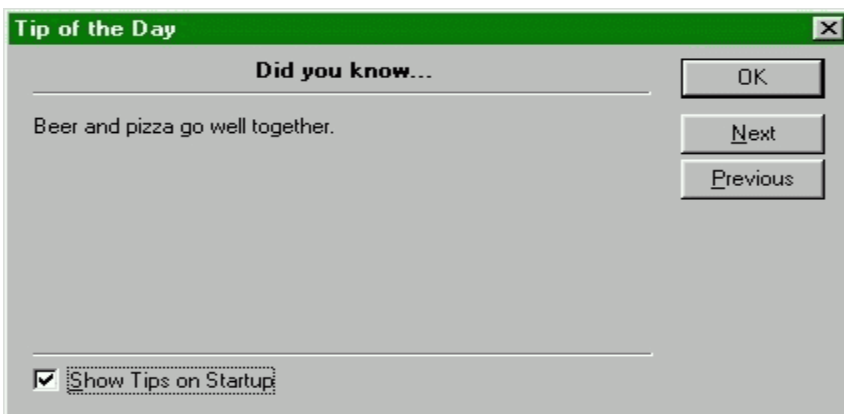 Tip of the Day
Did you know...
OK
Beer and pizza go well together.
Next
Previous
Show Tips on Startup